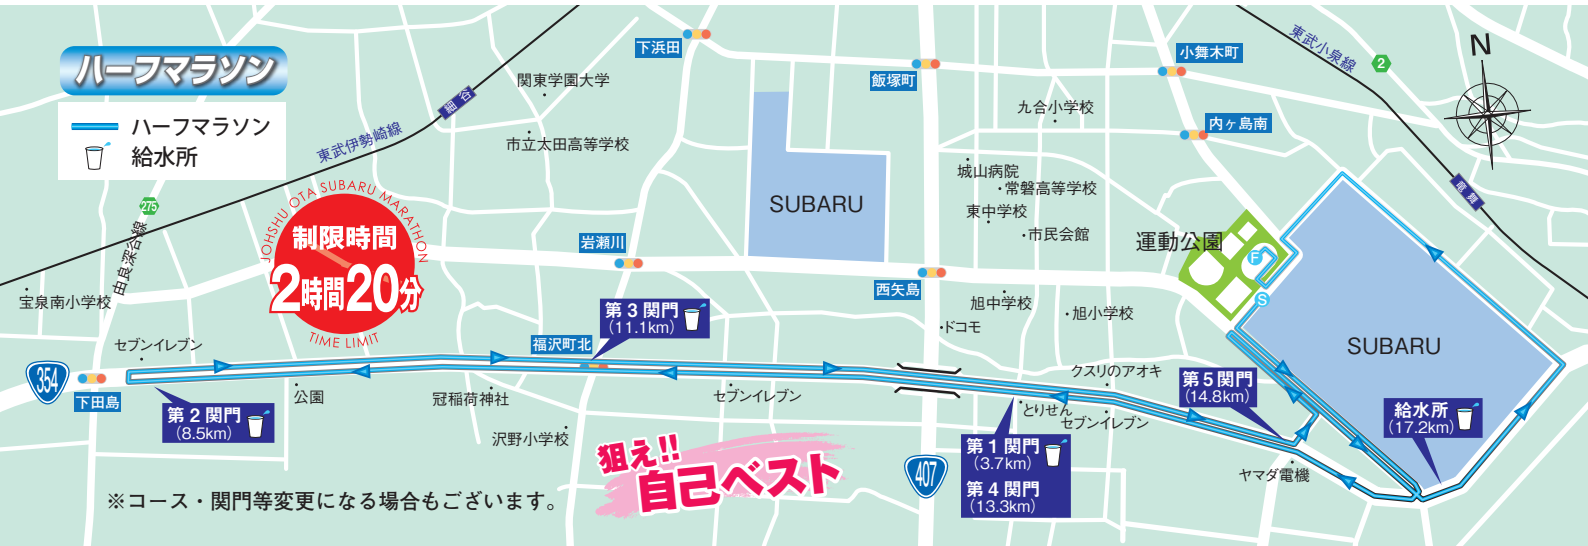 ハーフマラソン
ハーフマラソン
給水所
東武伊勢崎線
細谷
275
由良深谷線
宝泉南小学校
JOHSHU OTA SUBARU MARATHON
制限時間
2時間20分
TIME LIMIT
関東学園大学
市立太田高等学校
下浜田
飯塚町
小舞木町
東武小泉線
2
N
九合小学校
内ヶ島南
竜舞
城山病院
常磐高等学校
東中学校
市民会館
SUBARU
運動公園
F
S
岩瀬川
西矢島
旭中学校
旭小学校
ドコモ
SUBARU
第3関門
(11.1km)
福沢町北
セブンイレブン
354
下田島
第2関門
(8.5km)
公園
冠稲荷神社
沢野小学校
セブンイレブン
クスリのアオキ
とりせん
セブンイレブン
第5関門
(14.8km)
給水所
(17.2km)
第1関門
(3.7km)
第4関門
(13.3km)
407
ヤマダ電機
狙え!!
自己ベスト
※コース・関門等変更になる場合もございます。